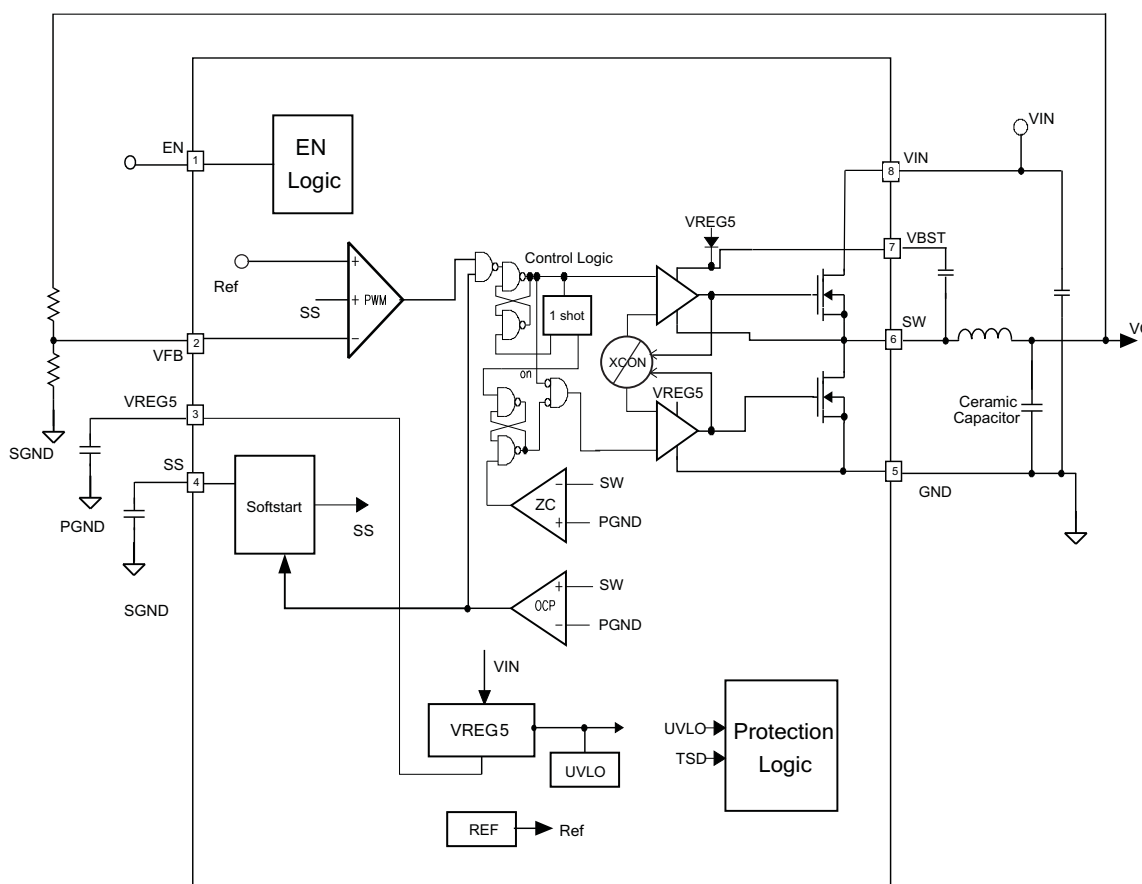 EN
1
EN
Logic
VIN
VIN
8
VREG5
7
VBST
Control Logic
Ref
+
+
−
PWM
SS
1 shot
2
VFB
SW
6
V
XCON
on
VREG5
Ceramic
Capacitor
VREG5
3
SGND
SS
4
5
GND
Softstart
SS
PGND
ZC
−
+
SW
PGND
SGND
OCP
+
−
SW
PGND
VIN
VREG5
UVLO
UVLO
TSD
Protection
Logic
REF
Ref